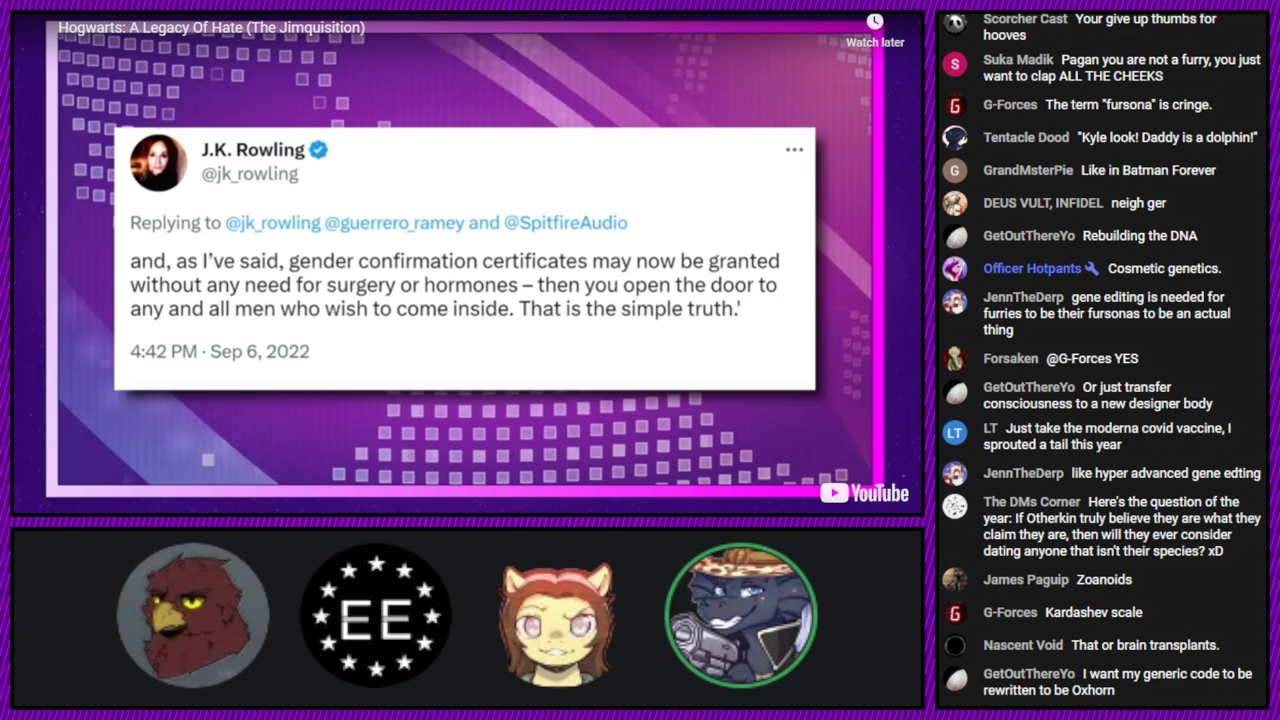 Hogwarts: A Legacy Of Hate (The Jimquisition)
Watch later
J.K. Rowling
@jk_rowling
Replying to @jk_rowling @guerrero_ramey and @SpitfireAudio
and, as I've said, gender confirmation certificates may now be granted
without any need for surgery or hormones – then you open the door to
any and all men who wish to come inside. That is the simple truth.'
4:42 PM · Sep 6, 2022
YouTube
EE
Scorcher Cast Your give up thumbs for
hooves
S
Suka Madik Pagan you are not a furry, you just
want to clap ALL THE CHEEKS
G-Forces The term "fursona" is cringe.
Tentacle Dood "Kyle look! Daddy is a dolphin!"
G
GrandMsterPie Like in Batman Forever
DEUS VULT, INFIDEL neigh ger
GetOutThereYo Rebuilding the DNA
Officer Hotpants Cosmetic genetics.
JennTheDerp gene editing is needed for
furries to be their fursonas to be an actual
thing
Forsaken @G-Forces YES
GetOutThereYo Or just transfer
consciousness to a new designer body
LT
LT Just take the moderna covid vaccine, I
sprouted a tail this year
JennTheDerp like hyper advanced gene edting
The DMs Corner Here's the question of the
year: If Otherkin truly believe they are what they
claim they are, then will they ever consider
dating anyone that isn't their species? xD
James Paguip Zoanoids
G-Forces Kardashev scale
Nascent Void That or brain transplants.
GetOutThereYo I want my generic code to be
rewritten to be Oxhorn